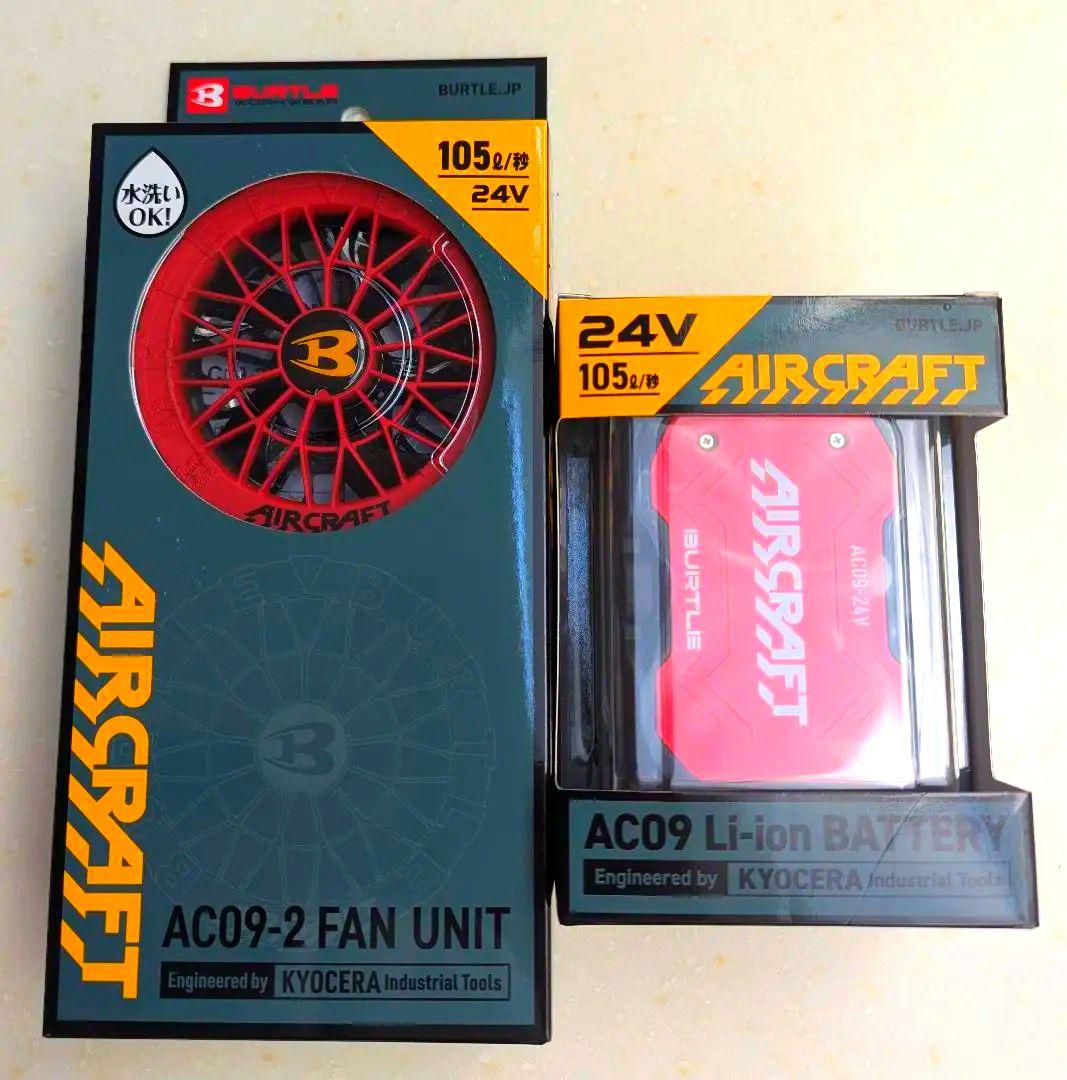 BURTLE
WORKWEAR
BURTLE.JP
105ℓ/秒
24V
水洗い
OK!
B
AIRCRAFT
AIRCRAFT
B
AC09-2 FAN UNIT
Engineered by KYOCERA Industrial Tools
24V
105ℓ/秒
BURTLE.JP
AIRCRAFT
BURTLE
AIRCRAFT
AC09-24V
AC09 Li-ion BATTERY
Engineered by KYOCERA Industrial Tools